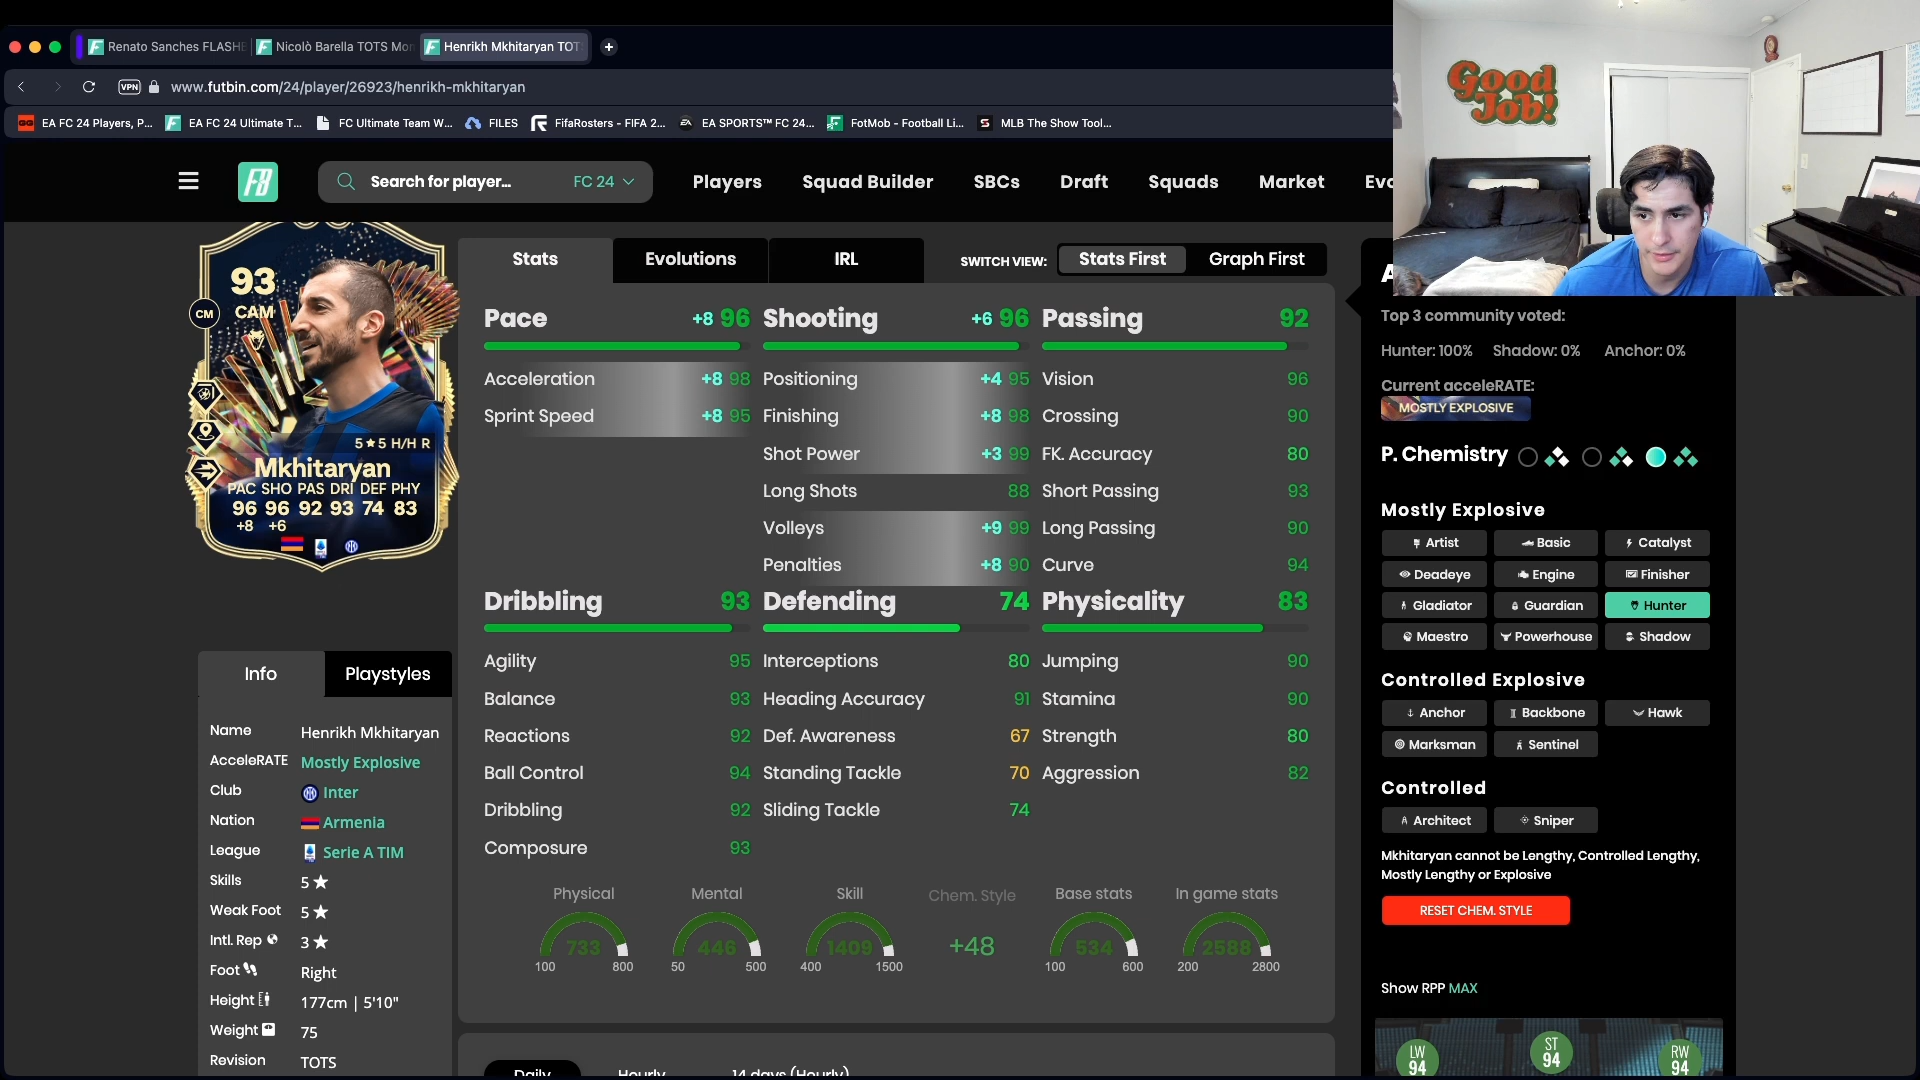 Renato Sanches FLASHB
Nicolò Barella TOTS Mom
Henrikh Mkhitaryan TOTS
VPN
www.futbin.com/24/player/26923/henrikh-mkhitaryan
EA FC 24 Players, P...
EA FC 24 Ultimate T...
FC Ultimate Team W...
FILES
FifaRosters - FIFA 2...
EA SPORTS™ FC 24...
FotMob - Football Li...
MLB The Show Tool...
Good Job!
Search for player...
FC 24
Players
Squad Builder
SBCs
Draft
Squads
Market
Evo
93
CAM
CM
5★5 H/H R
Mkhitaryan
PAC SHO PAS DRI DEF PHY
96 96 92 93 74 83
+8 +6
Stats
Evolutions
IRL
SWITCH VIEW:
Stats First
Graph First
Pace +8 96
Acceleration +8 98
Sprint Speed +8 95
Shooting +6 96
Positioning +4 95
Finishing +8 98
Shot Power +3 99
Long Shots 88
Volleys +9 99
Penalties +8 90
Passing 92
Vision 96
Crossing 90
FK. Accuracy 80
Short Passing 93
Long Passing 90
Curve 94
Dribbling 93
Agility 95
Balance 93
Reactions 92
Ball Control 94
Dribbling 92
Composure 93
Defending 74
Interceptions 80
Heading Accuracy 91
Def. Awareness 67
Standing Tackle 70
Sliding Tackle 74
Physicality 83
Jumping 90
Stamina 90
Strength 80
Aggression 82
Physical
733
100 800
Mental
446
50 500
Skill
1409
400 1500
Chem. Style
+48
Base stats
534
100 600
In game stats
2588
200 2800
Daily
Hourly
14 days (Hourly)
Info
Playstyles
Name Henrikh Mkhitaryan
AcceleRATE Mostly Explosive
Club Inter
Nation Armenia
League Serie A TIM
Skills 5 ★
Weak Foot 5 ★
Intl. Rep 3 ★
Foot Right
Height 177cm | 5'10"
Weight 75
Revision TOTS
Top 3 community voted:
Hunter: 100% Shadow: 0% Anchor: 0%
Current acceleRATE:
MOSTLY EXPLOSIVE
P. Chemistry
Mostly Explosive
Artist Basic Catalyst
Deadeye Engine Finisher
Gladiator Guardian Hunter
Maestro Powerhouse Shadow
Controlled Explosive
Anchor Backbone Hawk
Marksman Sentinel
Controlled
Architect Sniper
Mkhitaryan cannot be Lengthy, Controlled Lengthy,
Mostly Lengthy or Explosive
RESET CHEM. STYLE
Show RPP MAX
LW
94
ST
94
RW
94